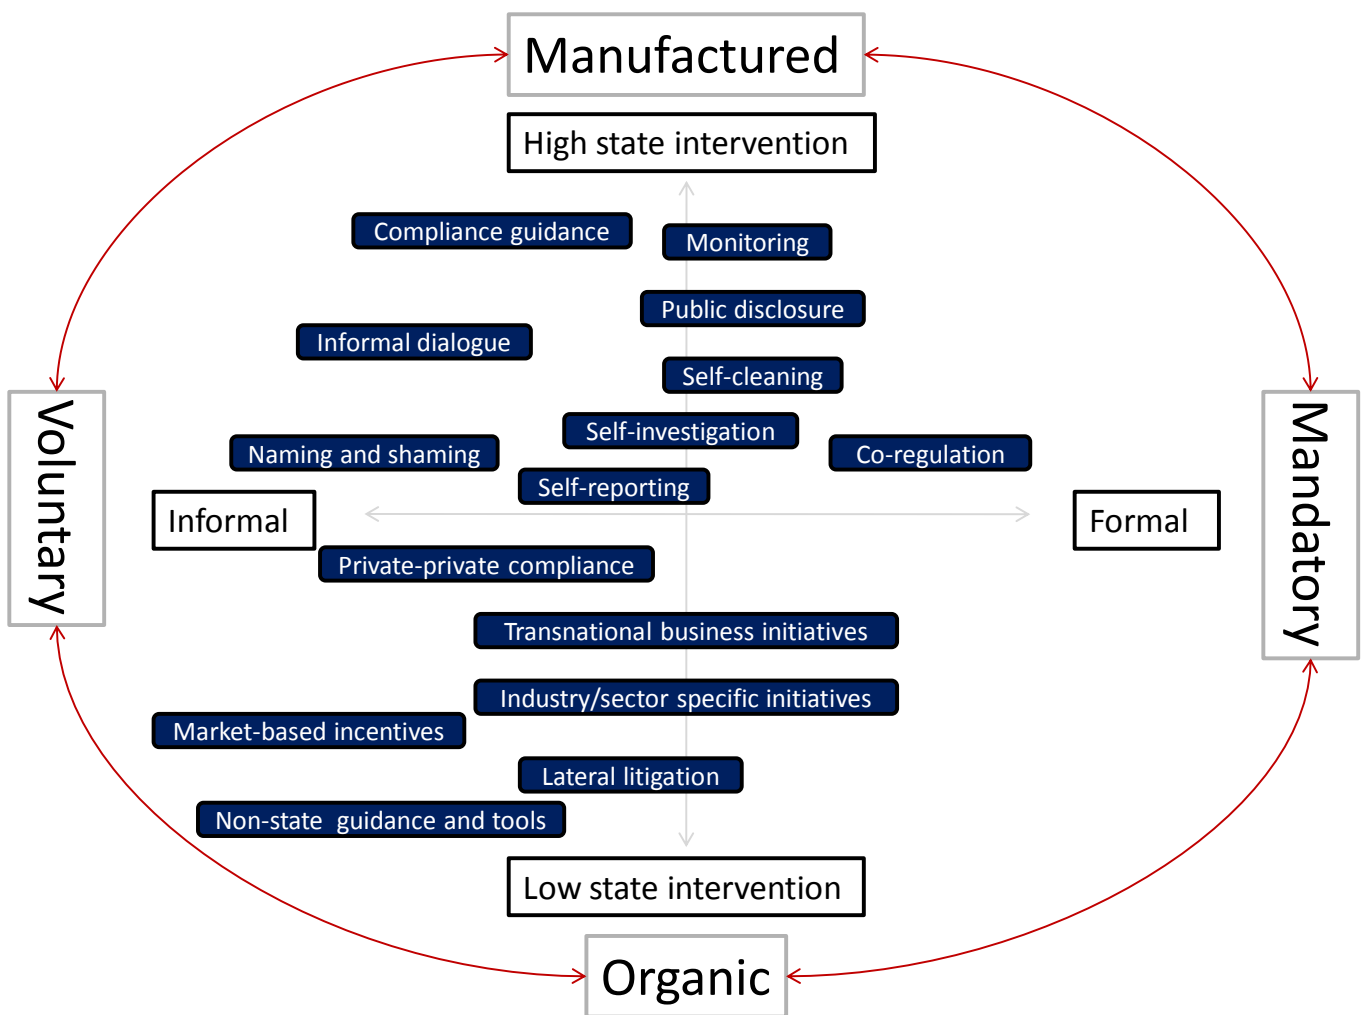 Manufactured
High state intervention
Compliance guidance
Monitoring
Public disclosure
Informal dialogue
Self-cleaning
Voluntary
Mandatory
Self-investigation
Naming and shaming
Co-regulation
Self-reporting
Informal
Formal
Private-private compliance
Transnational business initiatives
Industry/sector specific initiatives
Market-based incentives
Lateral litigation
Non-state guidance and tools
Low state intervention
Organic